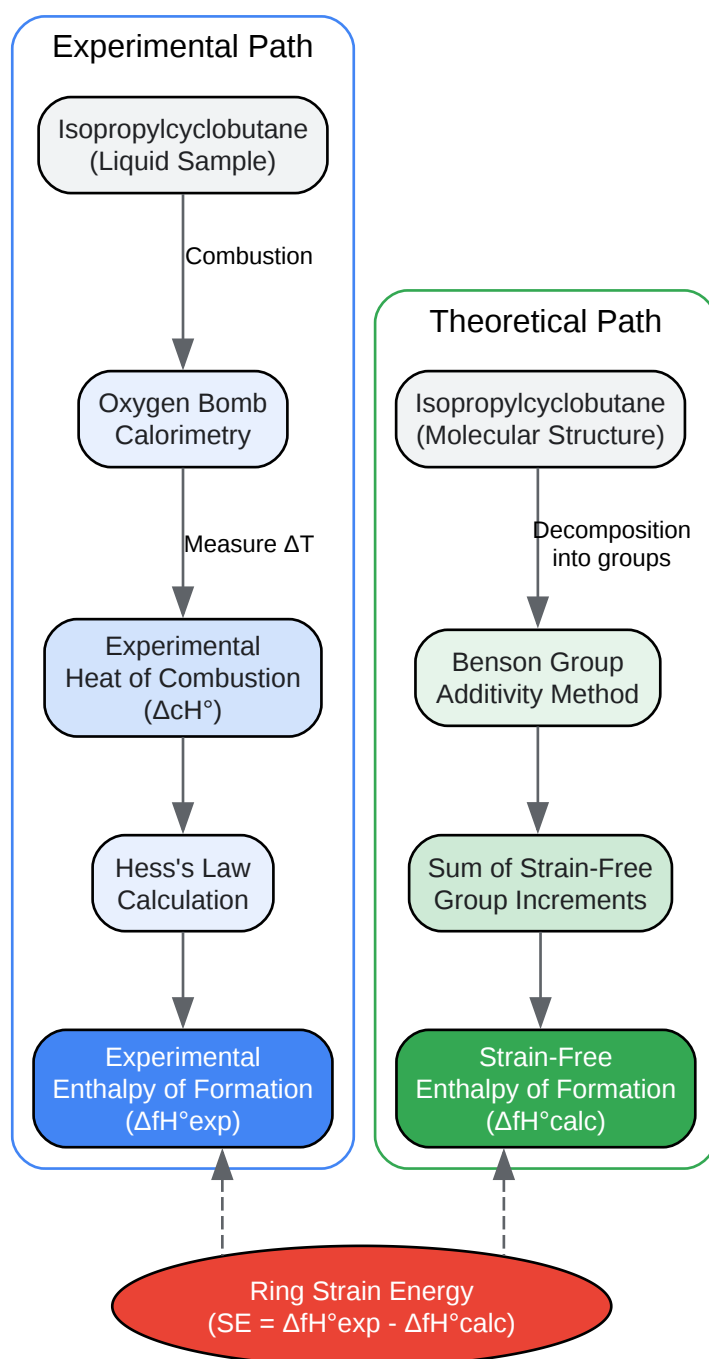 Experimental Path
Isopropylcyclobutane
(Liquid Sample)
Combustion
Oxygen Bomb
Calorimetry
Measure ΔT
Experimental
Heat of Combustion
(ΔcH°)
Hess's Law
Calculation
Experimental
Enthalpy of Formation
(ΔfH°exp)
Theoretical Path
Isopropylcyclobutane
(Molecular Structure)
Decomposition
into groups
Benson Group
Additivity Method
Sum of Strain-Free
Group Increments
Strain-Free
Enthalpy of Formation
(ΔfH°calc)
Ring Strain Energy
(SE = ΔfH°exp - ΔfH°calc)